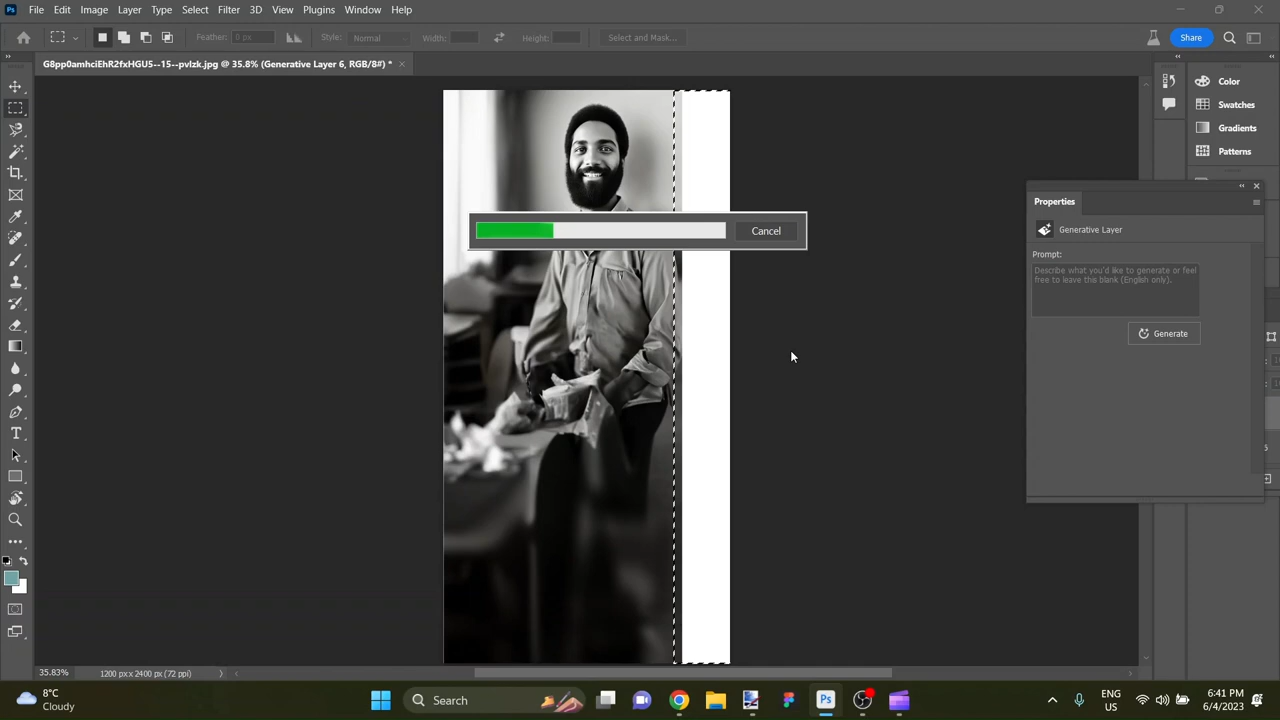 Ps File Edit Image Layer Type Select Filter 3D View Plugins Window Help
Feather: 0 px Style: Normal Width: Height: Select and Mask... Share
G8pp0amhciEhR2fxHGU5--15--pvlzk.jpg @ 35.8% (Generative Layer 6, RGB/8#) *
Color
Swatches
Gradients
Patterns
Properties
Generative Layer
Prompt:
Describe what you'd like to generate or feel
free to leave this blank (English only).
Generate
Cancel
35.83% 1200 px x 2400 px (72 ppi)
8°C
Cloudy
Search
Ps
ENG
US
6:41 PM
6/4/2023